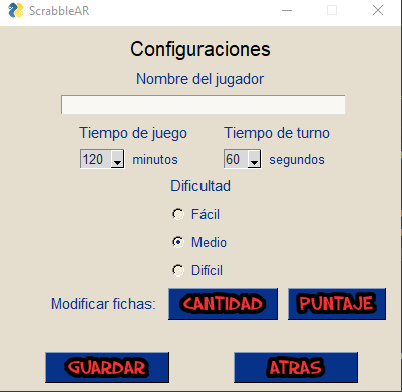 ScrabbleAR
Configuraciones
Nombre del jugador
Tiempo de juego Tiempo de turno
120 minutos 60 segundos
Dificultad
Fácil
Medio
Difícil
Modificar fichas: CANTIDAD PUNTAJE
GUARDAR ATRAS